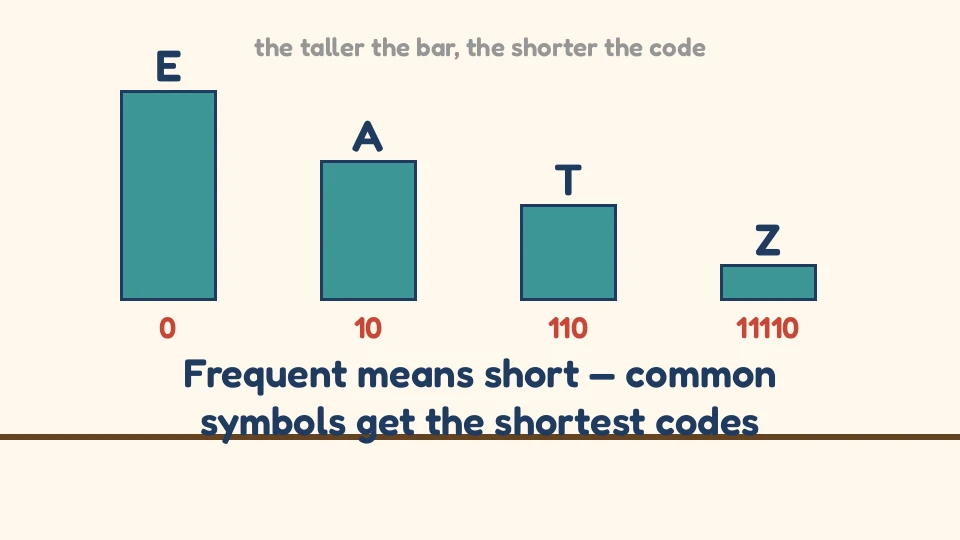 the taller the bar, the shorter the code
E
A
T
Z
0
10
110
11110
Frequent means short – common
symbols get the shortest codes